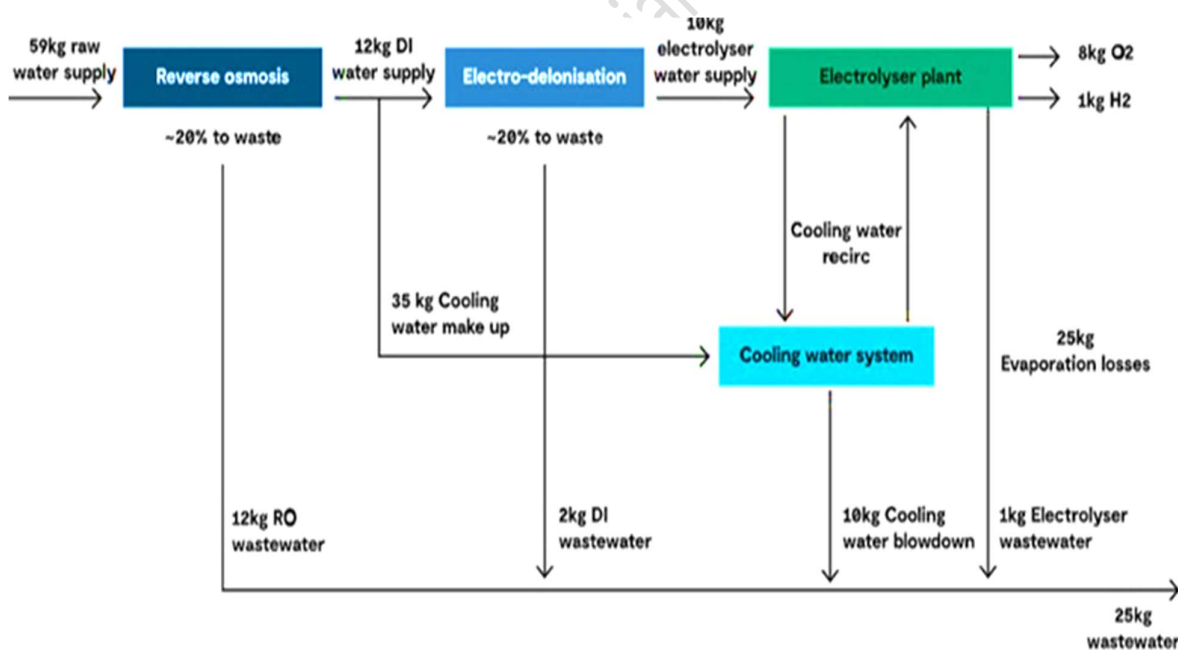 59kg raw
water supply
Reverse osmosis
12kg DI
water supply
Electro-deIonisation
10kg
electrolyser
water supply
Electrolyser plant
8kg O2
1kg H2
~20% to waste
~20% to waste
Cooling water
recirc
35 kg Cooling
water make up
Cooling water system
25kg
Evaporation losses
12kg RO
wastewater
2kg DI
wastewater
10kg Cooling
water blowdown
1kg Electrolyser
wastewater
25kg
wastewater